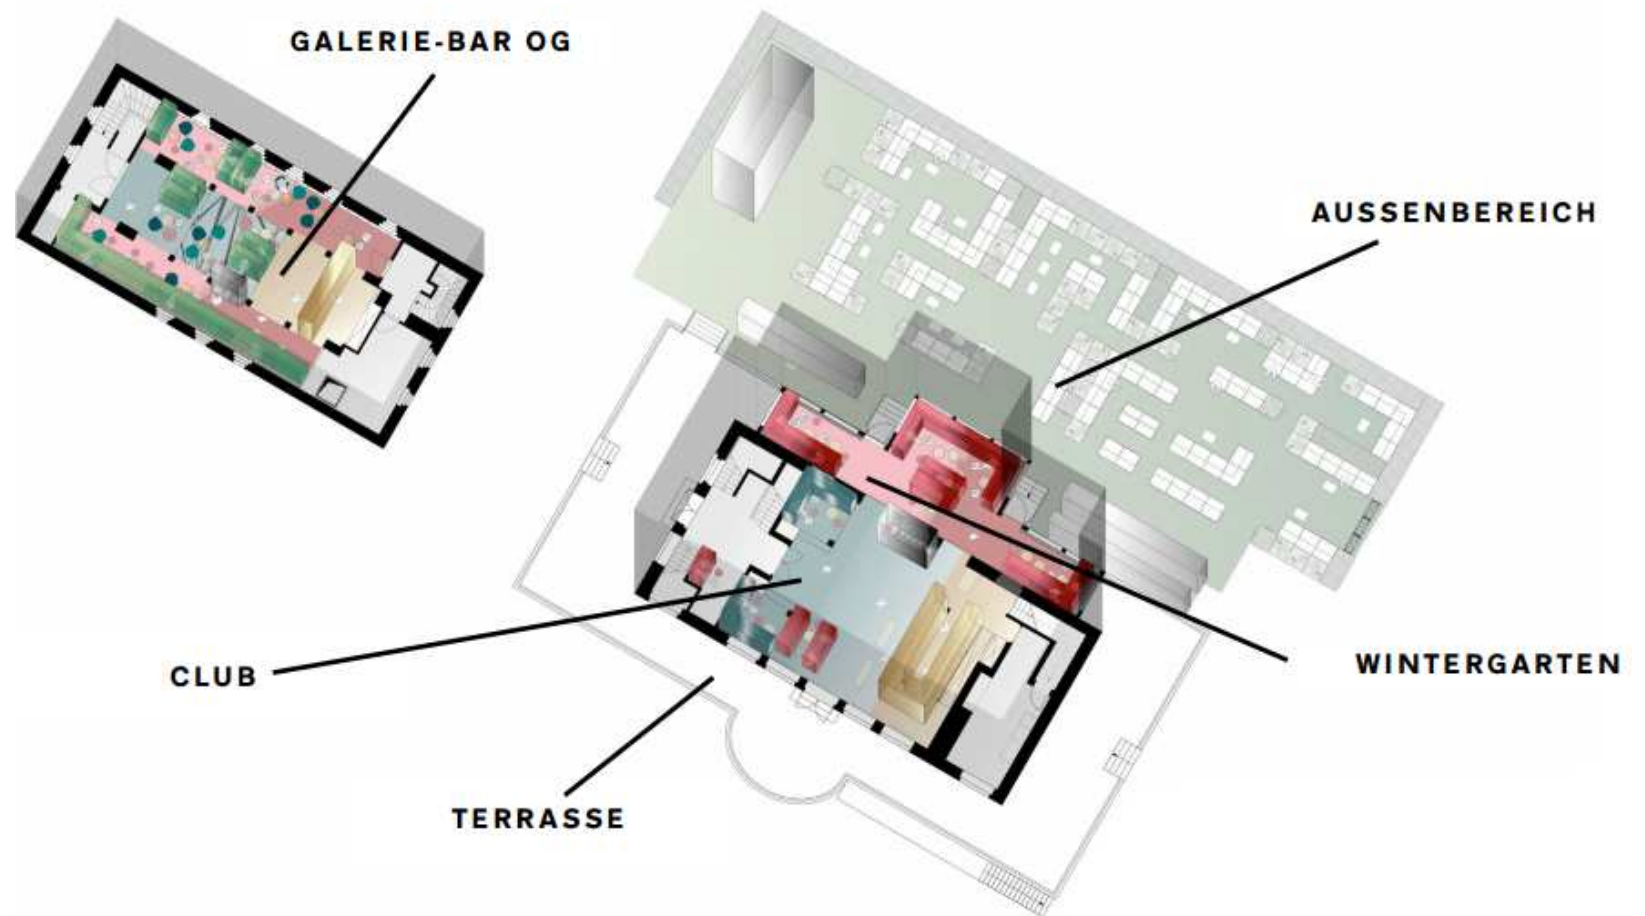 GALERIE-BAR OG
AUSSENBEREICH
WINTERGARTEN
CLUB
TERRASSE